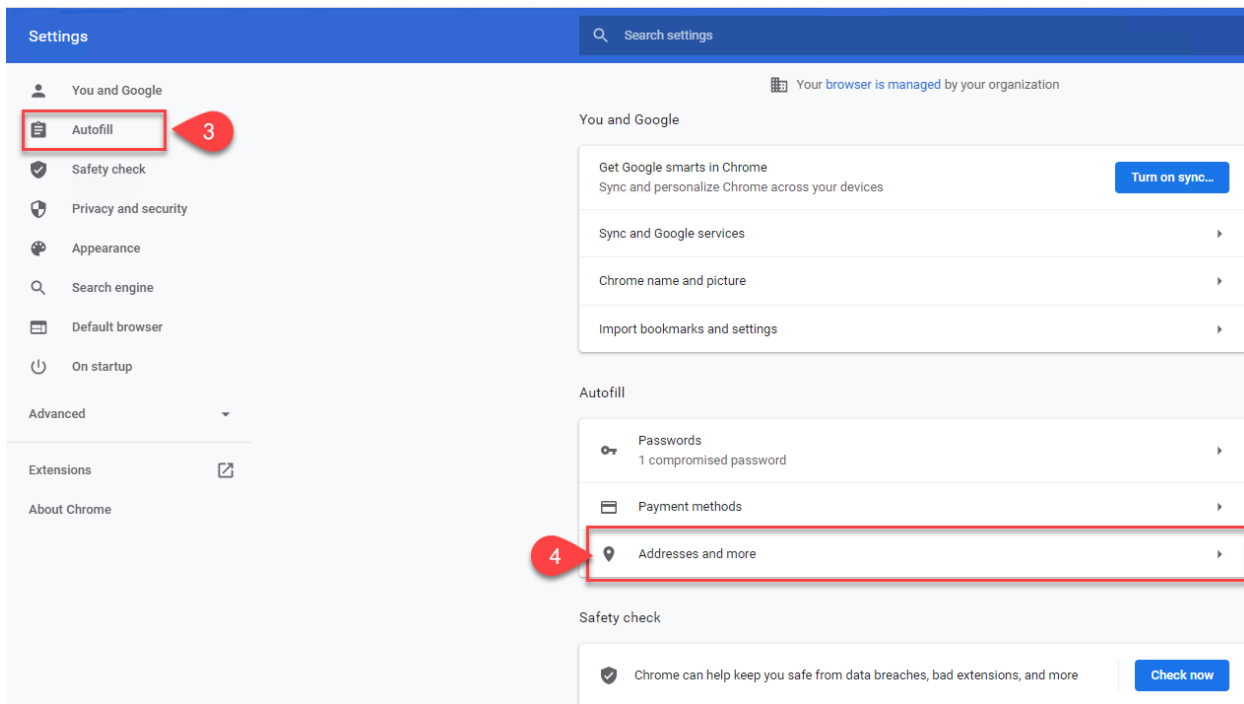 Settings
Search settings
You and Google
Autofill
3
Safety check
Privacy and security
Appearance
Search engine
Default browser
On startup
Advanced
Extensions
About Chrome
Your browser is managed by your organization
You and Google
Get Google smarts in Chrome
Sync and personalize Chrome across your devices
Turn on sync...
Sync and Google services
Chrome name and picture
Import bookmarks and settings
Autofill
Passwords
1 compromised password
Payment methods
4
Addresses and more
Safety check
Chrome can help keep you safe from data breaches, bad extensions, and more
Check now